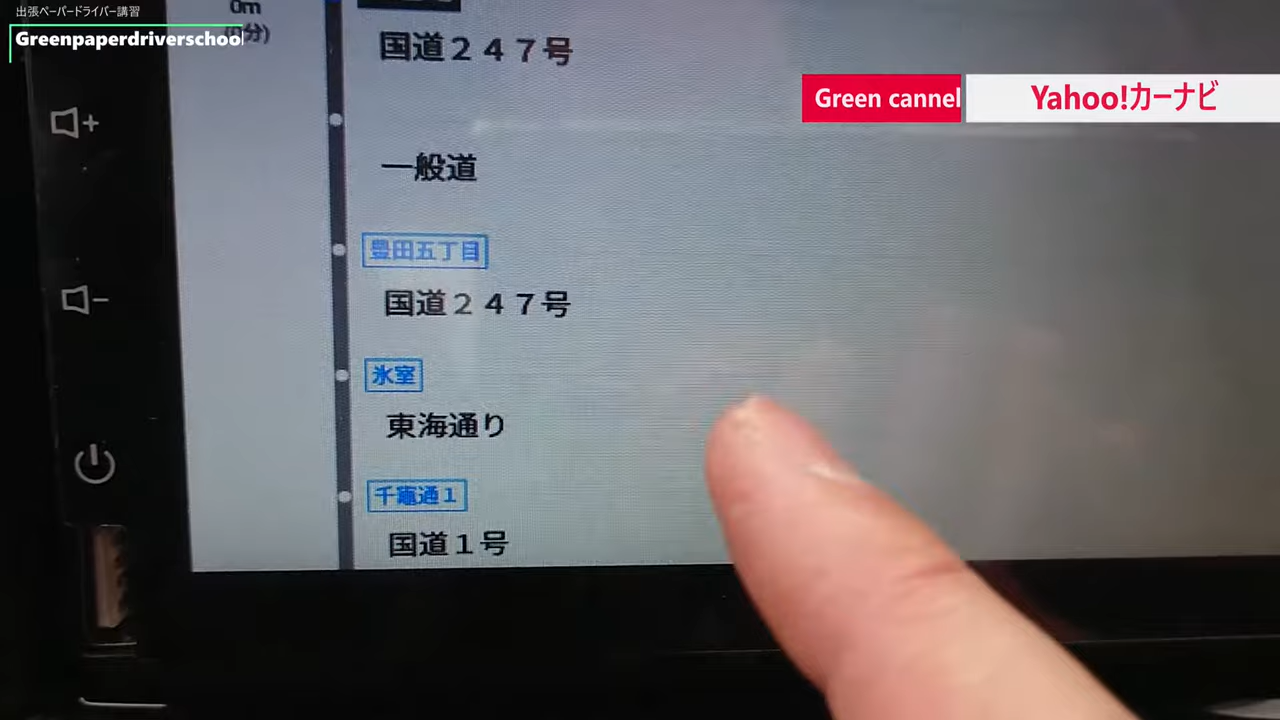 出張ペーパードライバー講習
Greenpaperdriverschool
0m
(0分)
国道２４７号
Green cannel
Yahoo!カーナビ
一般道
豊田五丁目
国道２４７号
氷室
東海通り
千竈通１
国道１号